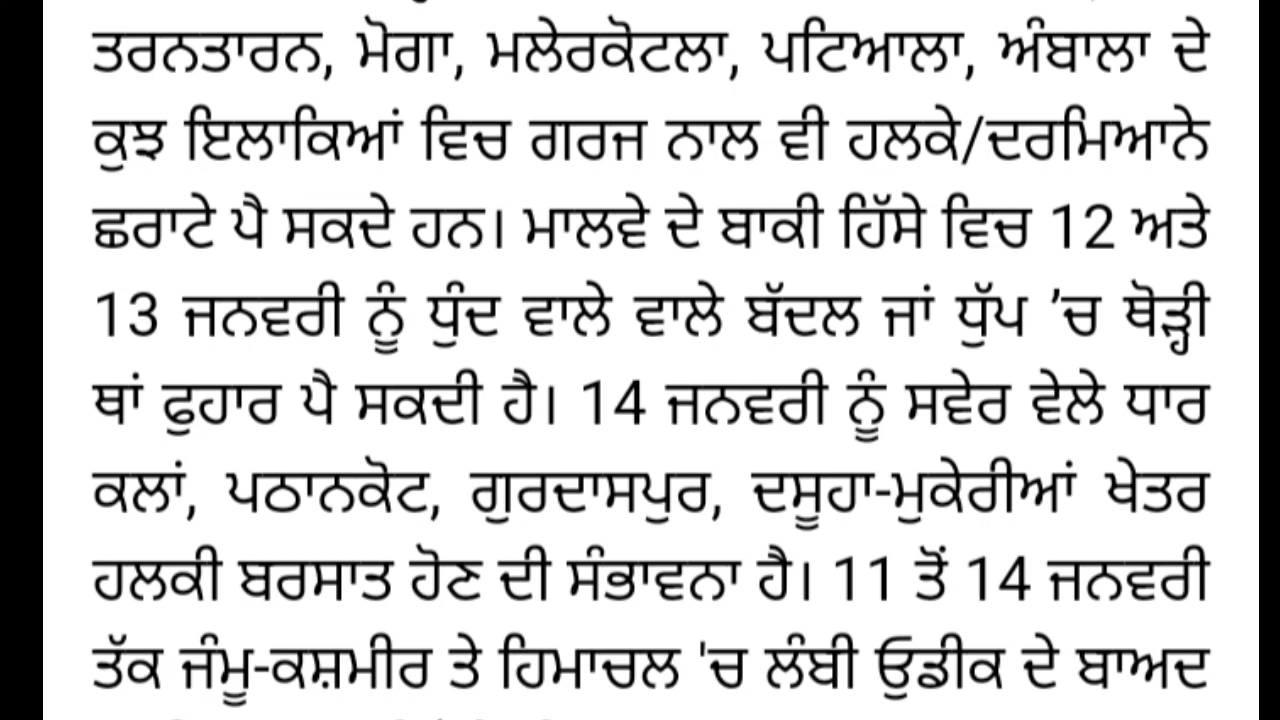 ਤਰਨਤਾਰਨ, ਮੋਗਾ, ਮਲੇਰਕੋਟਲਾ, ਪਟਿਆਲਾ, ਅੰਬਾਲਾ ਦੇ
ਕੁਝ ਇਲਾਕਿਆਂ ਵਿਚ ਗਰਜ ਨਾਲ ਵੀ ਹਲਕੇ/ਦਰਮਿਆਨੇ
ਛਰਾਟੇ ਪੈ ਸਕਦੇ ਹਨ। ਮਾਲਵੇ ਦੇ ਬਾਕੀ ਹਿੱਸੇ ਵਿਚ 12 ਅਤੇ
13 ਜਨਵਰੀ ਨੂੰ ਧੁੰਦ ਵਾਲੇ ਵਾਲੇ ਬੱਦਲ ਜਾਂ ਧੁੱਪ ’ਚ ਥੋੜ੍ਹੀ
ਥਾਂ ਫੁਹਾਰ ਪੈ ਸਕਦੀ ਹੈ। 14 ਜਨਵਰੀ ਨੂੰ ਸਵੇਰ ਵੇਲੇ ਧਾਰ
ਕਲਾਂ, ਪਠਾਨਕੋਟ, ਗੁਰਦਾਸਪੁਰ, ਦਸੂਹਾ-ਮੁਕੇਰੀਆਂ ਖੇਤਰ
ਹਲਕੀ ਬਰਸਾਤ ਹੋਣ ਦੀ ਸੰਭਾਵਨਾ ਹੈ। 11 ਤੋਂ 14 ਜਨਵਰੀ
ਤੱਕ ਜੰਮੂ-ਕਸ਼ਮੀਰ ਤੇ ਹਿਮਾਚਲ 'ਚ ਲੰਬੀ ਉਡੀਕ ਦੇ ਬਾਅਦ